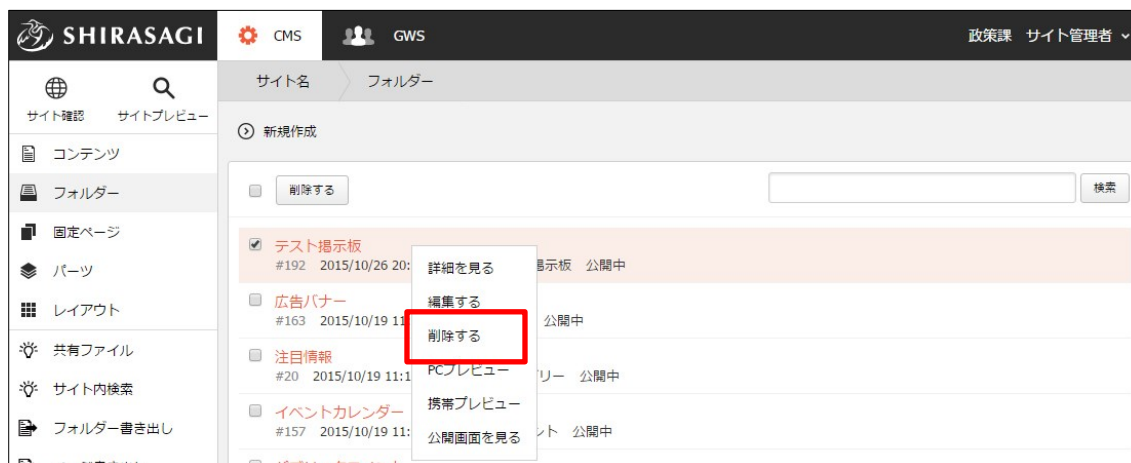 SHIRASAGI
CMS
GWS
政策課 サイト管理者
サイト確認
サイトプレビュー
コンテンツ
フォルダー
固定ページ
パーツ
レイアウト
共有ファイル
サイト内検索
フォルダー書き出し
サイト名
フォルダー
新規作成
削除する
検索
テスト掲示板
#192 2015/10/26 20: 掲示板 公開中
広告バナー
#163 2015/10/19 11 公開中
注目情報
#20 2015/10/19 11:1 リー 公開中
イベントカレンダー
#157 2015/10/19 11: ント 公開中
詳細を見る
編集する
削除する
PCプレビュー
携帯プレビュー
公開画面を見る